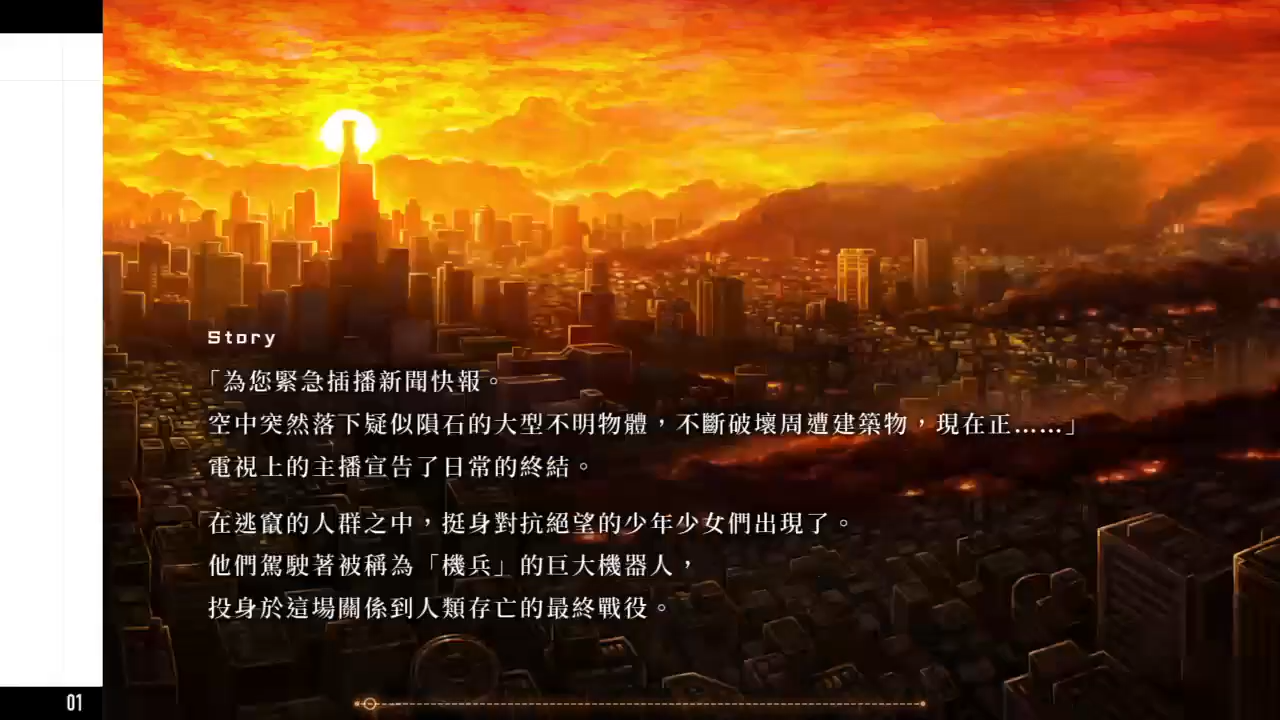 Story
「為您緊急插播新聞快報。
空中突然落下疑似隕石的大型不明物體，不斷破壞周遭建築物，現在正……」
電視上的主播宣告了日常的終結。
在逃竄的人群之中，挺身對抗絕望的少年少女們出現了。
他們駕駛著被稱為「機兵」的巨大機器人，
投身於這場關係到人類存亡的最終戰役。
01